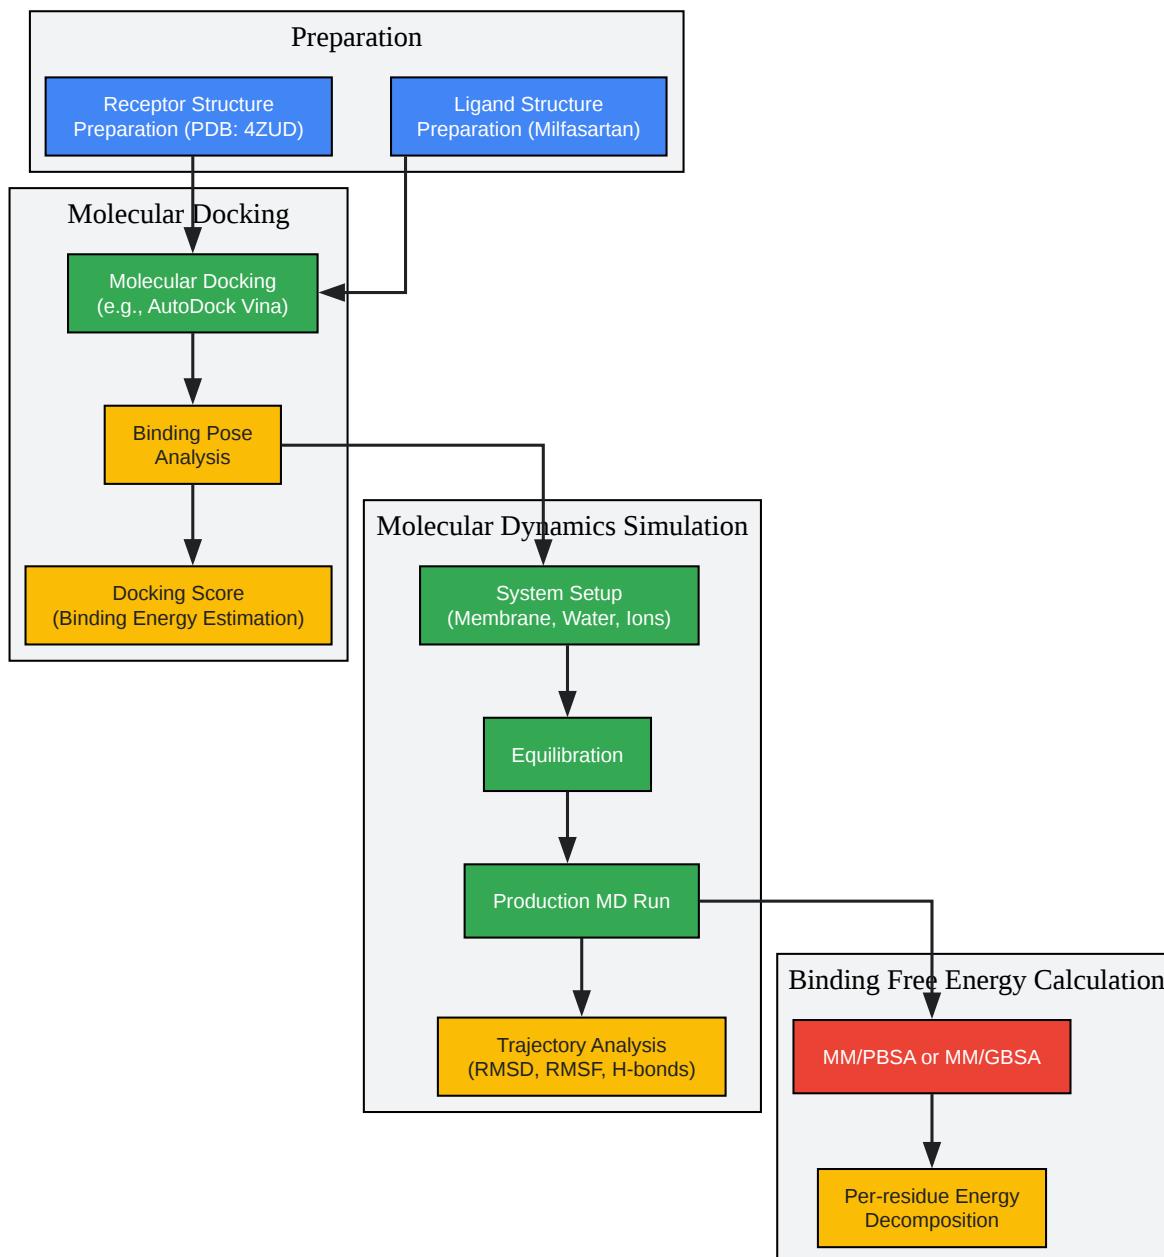 Preparation
Receptor Structure
Preparation (PDB: 4ZUD)
Ligand Structure
Preparation (Milfasartan)
Molecular Docking
Molecular Docking
(e.g., AutoDock Vina)
Binding Pose
Analysis
Docking Score
(Binding Energy Estimation)
Molecular Dynamics Simulation
System Setup
(Membrane, Water, Ions)
Equilibration
Production MD Run
Trajectory Analysis
(RMSD, RMSF, H-bonds)
Binding Free Energy Calculation
MM/PBSA or MM/GBSA
Per-residue Energy
Decomposition